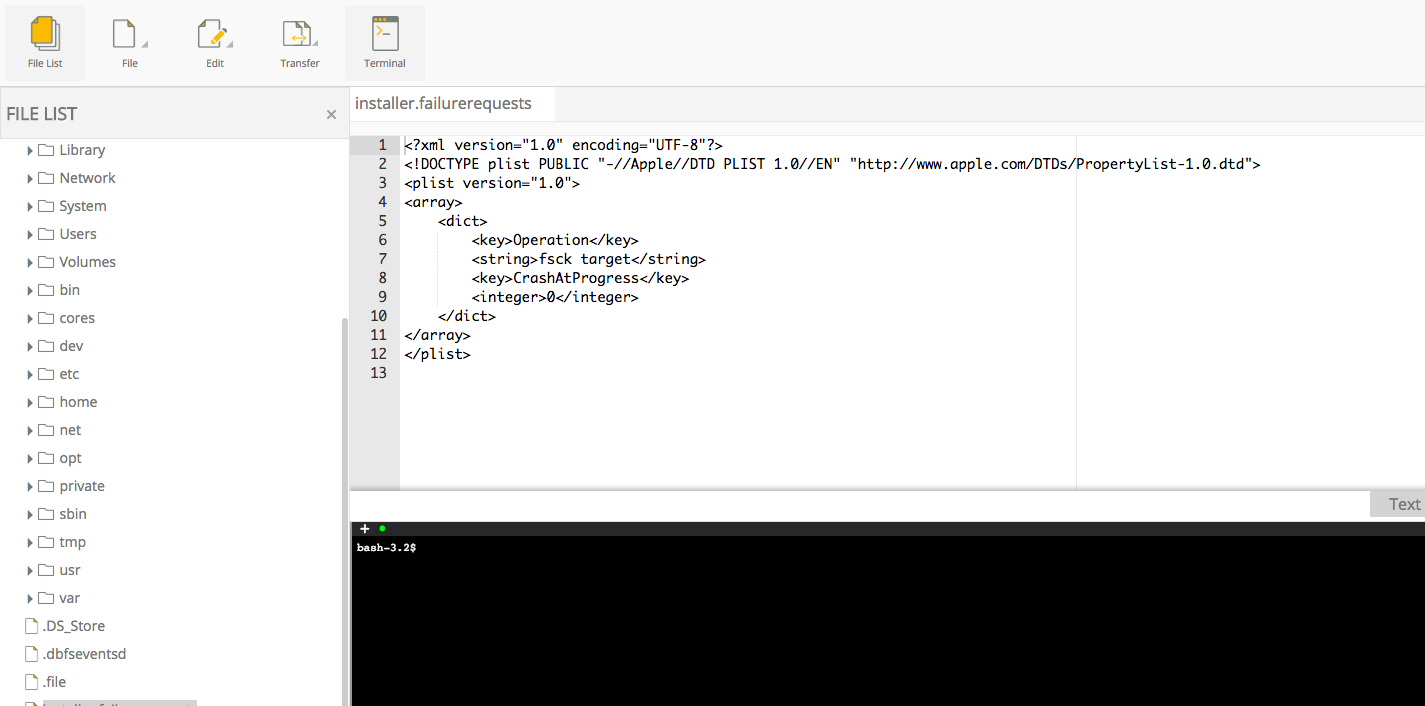 File List
File
Edit
Transfer
Terminal
FILE LIST
×
Library
Network
System
Users
Volumes
bin
cores
dev
etc
home
net
opt
private
sbin
tmp
usr
var
.DS_Store
.dbfseventsd
.file
installer.failurerequests
1 <?xml version="1.0" encoding="UTF-8"?>
2 <!DOCTYPE plist PUBLIC "-//Apple//DTD PLIST 1.0//EN" "http://www.apple.com/DTDs/PropertyList-1.0.dtd">
3 <plist version="1.0">
4 <array>
5 <dict>
6 <key>Operation</key>
7 <string>fsck target</string>
8 <key>CrashAtProgress</key>
9 <integer>0</integer>
10 </dict>
11 </array>
12 </plist>
13
Text
+
bash-3.2$